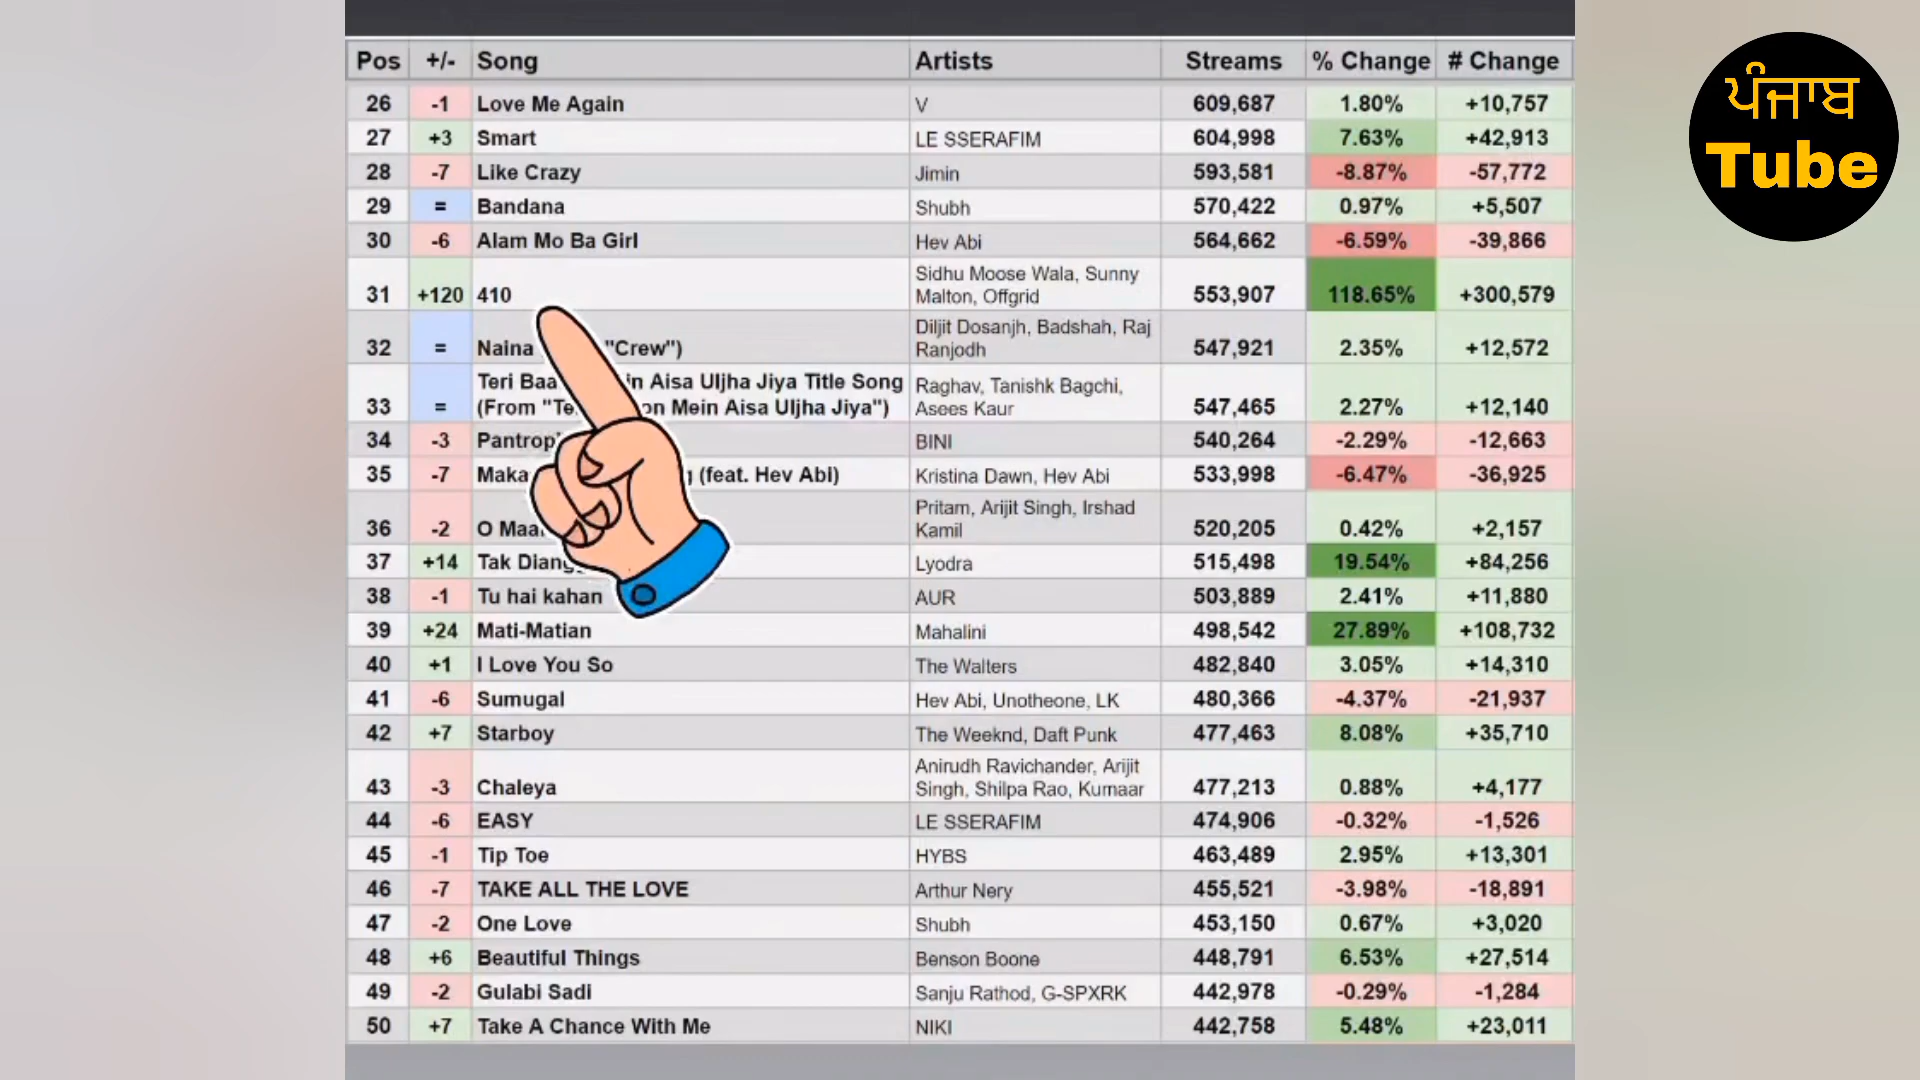 Pos +/- Song Artists Streams % Change # Change
26 -1 Love Me Again V 609,687 1.80% +10,757
27 +3 Smart LE SSERAFIM 604,998 7.63% +42,913
28 -7 Like Crazy Jimin 593,581 -8.87% -57,772
29 = Bandana Shubh 570,422 0.97% +5,507
30 -6 Alam Mo Ba Girl Hev Abi 564,662 -6.59% -39,866
Sidhu Moose Wala, Sunny
31 +120 410 Malton, Offgrid 553,907 118.65% +300,579
Diljit Dosanjh, Badshah, Raj
32 = Naina "Crew") Ranjodh 547,921 2.35% +12,572
Teri Aisa Uljha Jiya Title Song Raghav, Tanishk Bagchi,
33 = (From Mein Aisa Uljha Jiya") Asees Kaur 547,465 2.27% +12,140
34 -3 BINI 540,264 -2.29% -12,663
35 -7 (feat. Hev Abi) Kristina Dawn, Hev Abi 533,998 -6.47% -36,925
Pritam, Arijit Singh, Irshad
36 -2 O Kamil 520,205 0.42% +2,157
37 +14 Tak Lyodra 515,498 19.54% +84,256
38 -1 Tu hai kahan AUR 503,889 2.41% +11,880
39 +24 Mati-Matian Mahalini 498,542 27.89% +108,732
40 +1 I Love You So The Walters 482,840 3.05% +14,310
41 -6 Sumugal Hev Abi, Unotheone, LK 480,366 -4.37% -21,937
42 +7 Starboy The Weeknd, Daft Punk 477,463 8.08% +35,710
Anirudh Ravichander, Arijit
43 -3 Chaleya Singh, Shilpa Rao, Kumaar 477,213 0.88% +4,177
44 -6 EASY LE SSERAFIM 474,906 -0.32% -1,526
45 -1 Tip Toe HYBS 463,489 2.95% +13,301
46 -7 TAKE ALL THE LOVE Arthur Nery 455,521 -3.98% -18,891
47 -2 One Love Shubh 453,150 0.67% +3,020
48 +6 Beautiful Things Benson Boone 448,791 6.53% +27,514
49 -2 Gulabi Sadi Sanju Rathod, G-SPXRK 442,978 -0.29% -1,284
50 +7 Take A Chance With Me NIKI 442,758 5.48% +23,011
ਪੰਜਾਬ
Tube